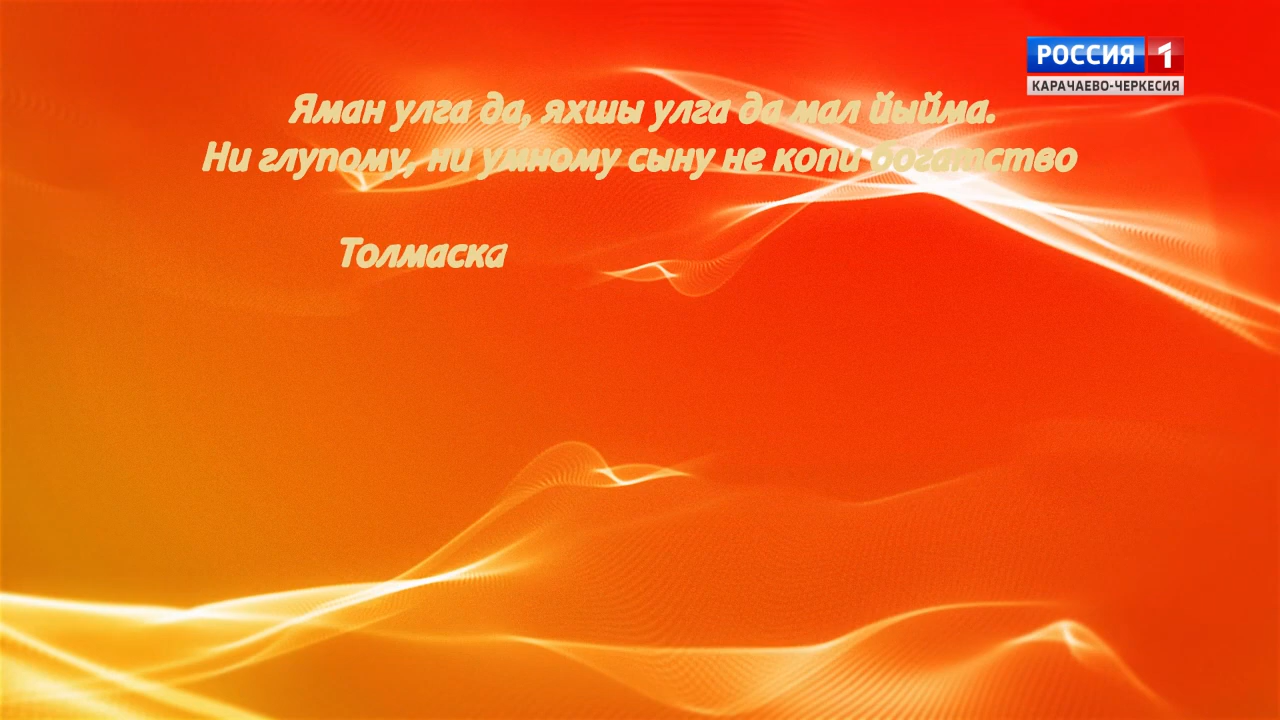 РОССИЯ 1
КАРАЧАЕВО-ЧЕРКЕСИЯ
Яман улга да, яхшы улга да мал йыйма.
Ни глупому, ни умному сыну не копи богатство
Толмаска